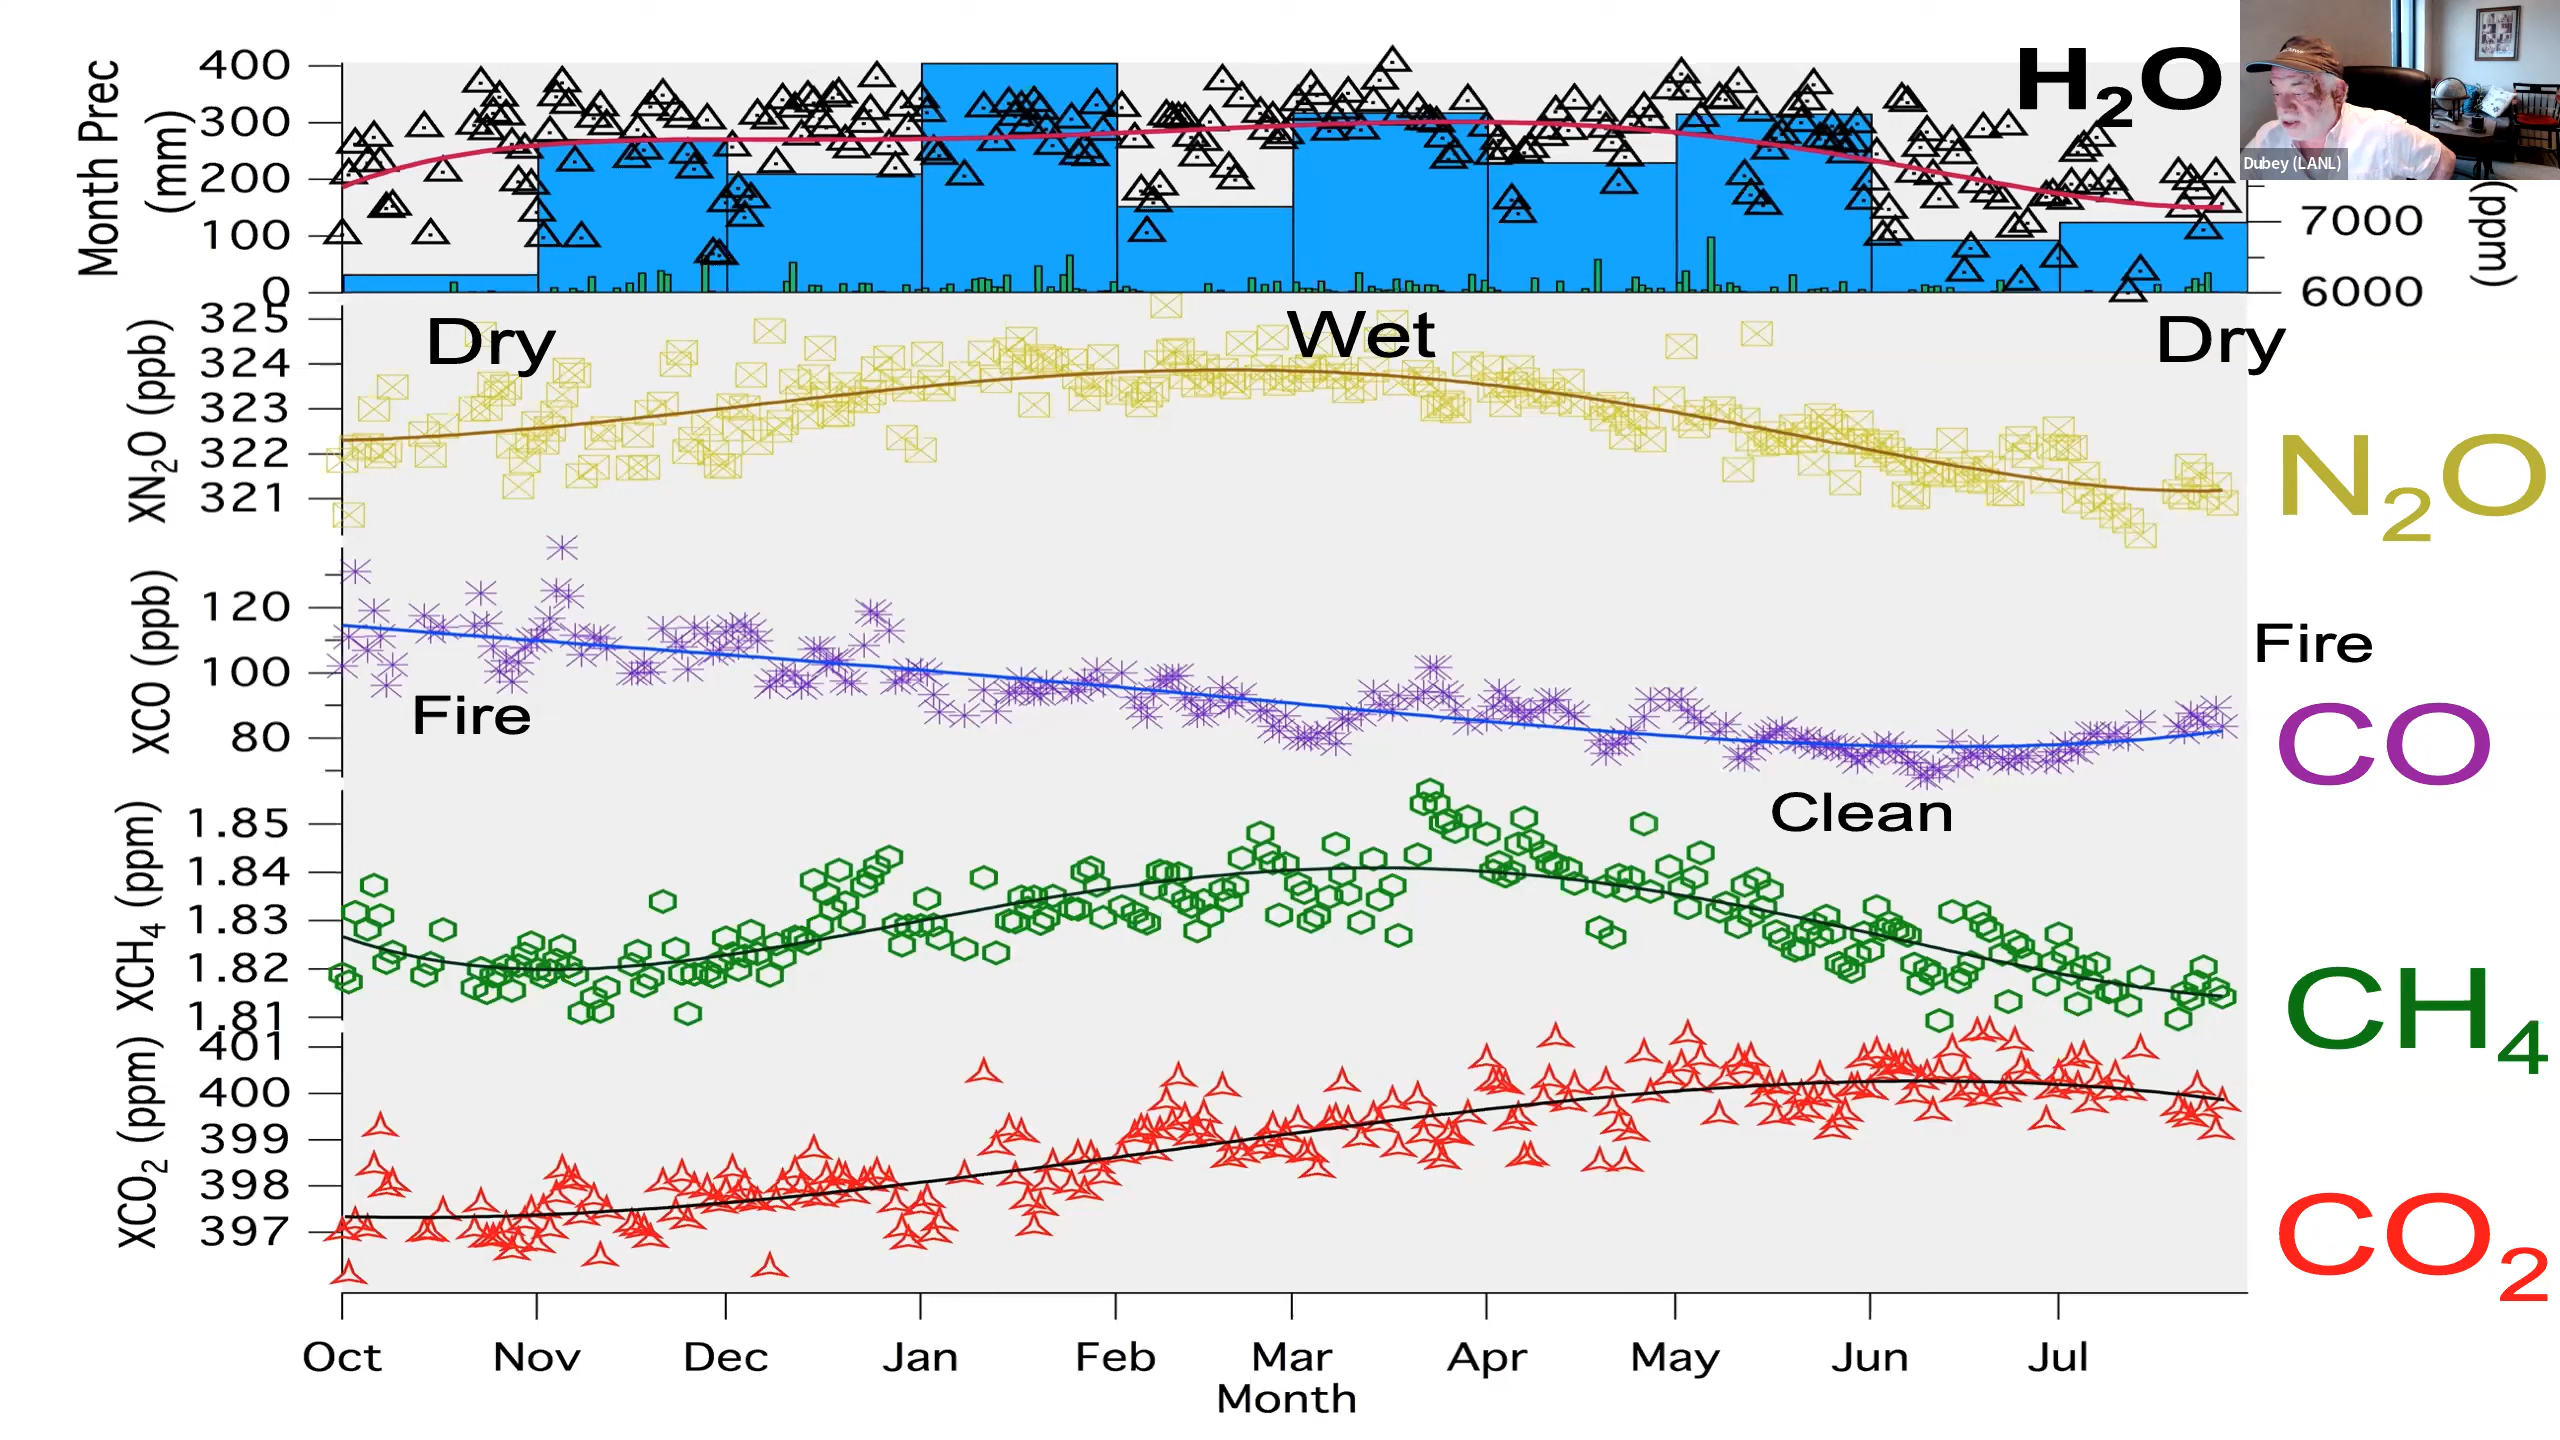 H2O
Dubey (LANL)
Month Prec
(mm)
400
300
200
100
0
7000
6000
(ppm)
XN2O (ppb)
325
324
323
322
321
Dry
Wet
Dry
N2O
XCO (ppb)
120
100
80
Fire
Fire
CO
Clean
XCH4 (ppm)
1.85
1.84
1.83
1.82
1.81
CH4
XCO2 (ppm)
401
400
399
398
397
CO2
Oct Nov Dec Jan Feb Mar Apr May Jun Jul
Month